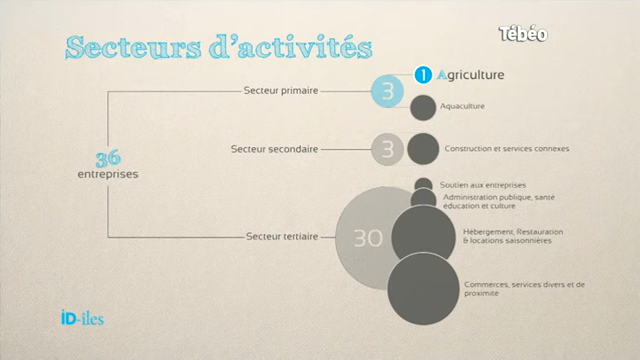 Tébéo
Secteurs d'activités
1 Agriculture
Secteur primaire
3
Aquaculture
Secteur secondaire
3
Construction et services connexes
36
entreprises
Soutien aux entreprises
Administration publique, santé
éducation et culture
Secteur tertiaire
30
Hébergement, Restauration
& locations saisonnières
Commerces, services divers et de
proximité
iD-îles